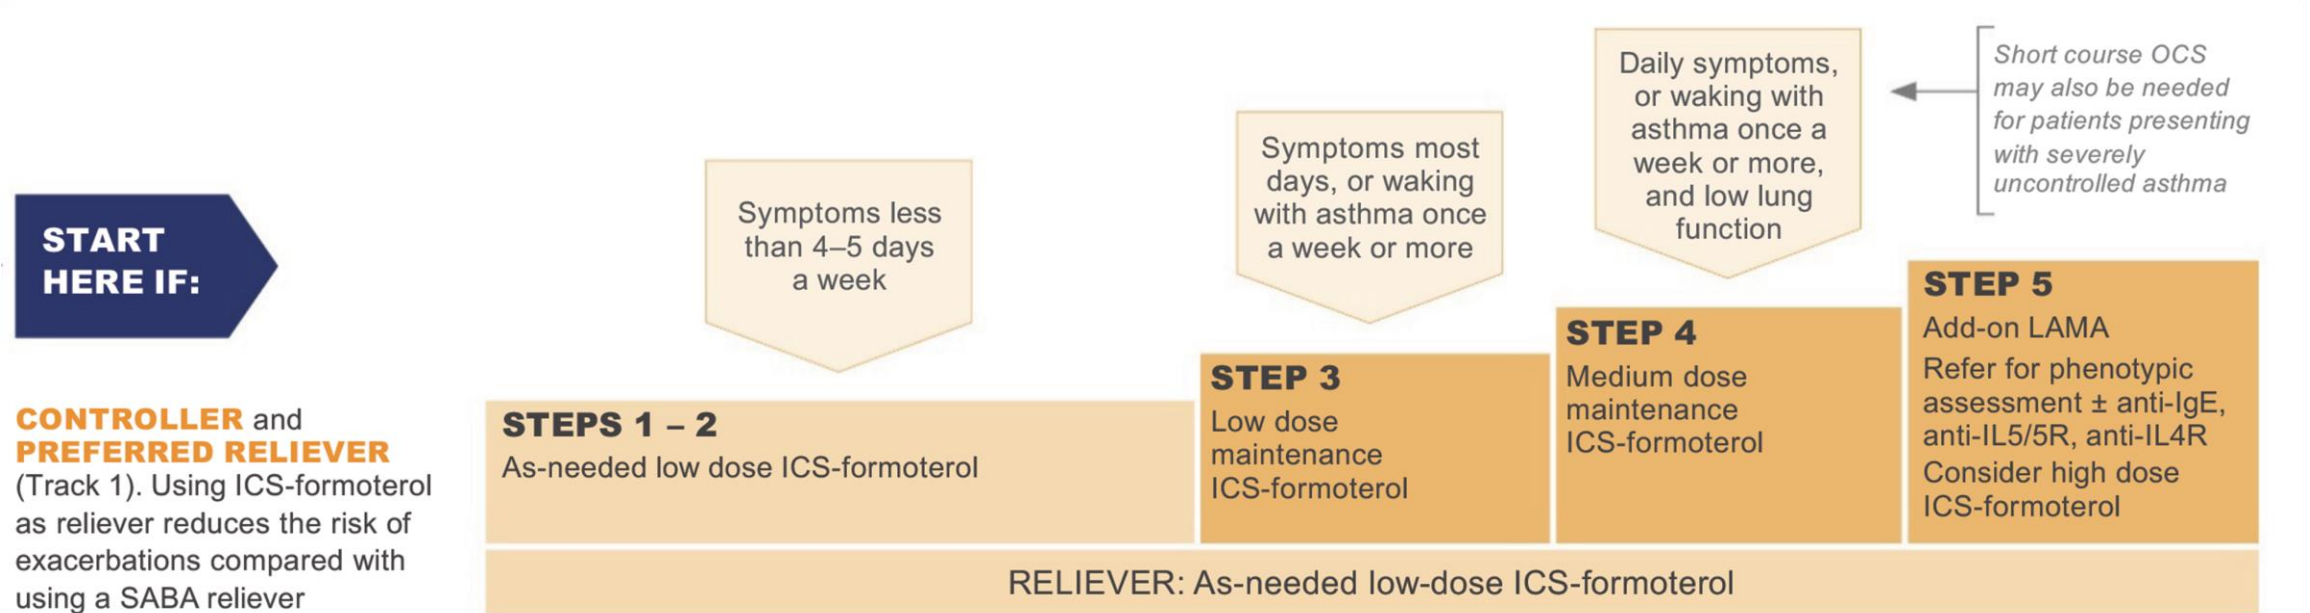 START
HERE IF:
CONTROLLER and
PREFERRED RELIEVER
(Track 1). Using ICS-formoterol
as reliever reduces the risk of
exacerbations compared with
using a SABA reliever
Symptoms less
than 4–5 days
a week
STEPS 1 – 2
As-needed low dose ICS-formoterol
Symptoms most
days, or waking
with asthma once
a week or more
STEP 3
Low dose
maintenance
ICS-formoterol
Daily symptoms,
or waking with
asthma once a
week or more,
and low lung
function
STEP 4
Medium dose
maintenance
ICS-formoterol
Short course OCS
may also be needed
for patients presenting
with severely
uncontrolled asthma
STEP 5
Add-on LAMA
Refer for phenotypic
assessment ± anti-IgE,
anti-IL5/5R, anti-IL4R
Consider high dose
ICS-formoterol
RELIEVER: As-needed low-dose ICS-formoterol